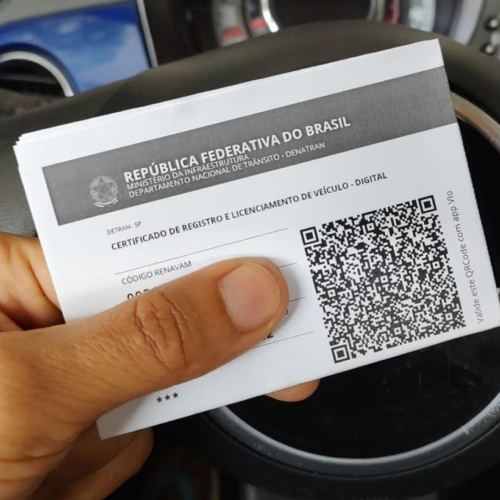 REPÚBLICA FEDERATIVA DO BRASIL
MINISTÉRIO DA INFRAESTRUTURA
DEPARTAMENTO NACIONAL DE TRÂNSITO - DENATRAN
DETRAN- SP
CERTIFICADO DE REGISTRO E LICENCIAMENTO DE VEÍCULO - DIGITAL
CÓDIGO RENAVAM
***
Valide este QRCode com app Vio